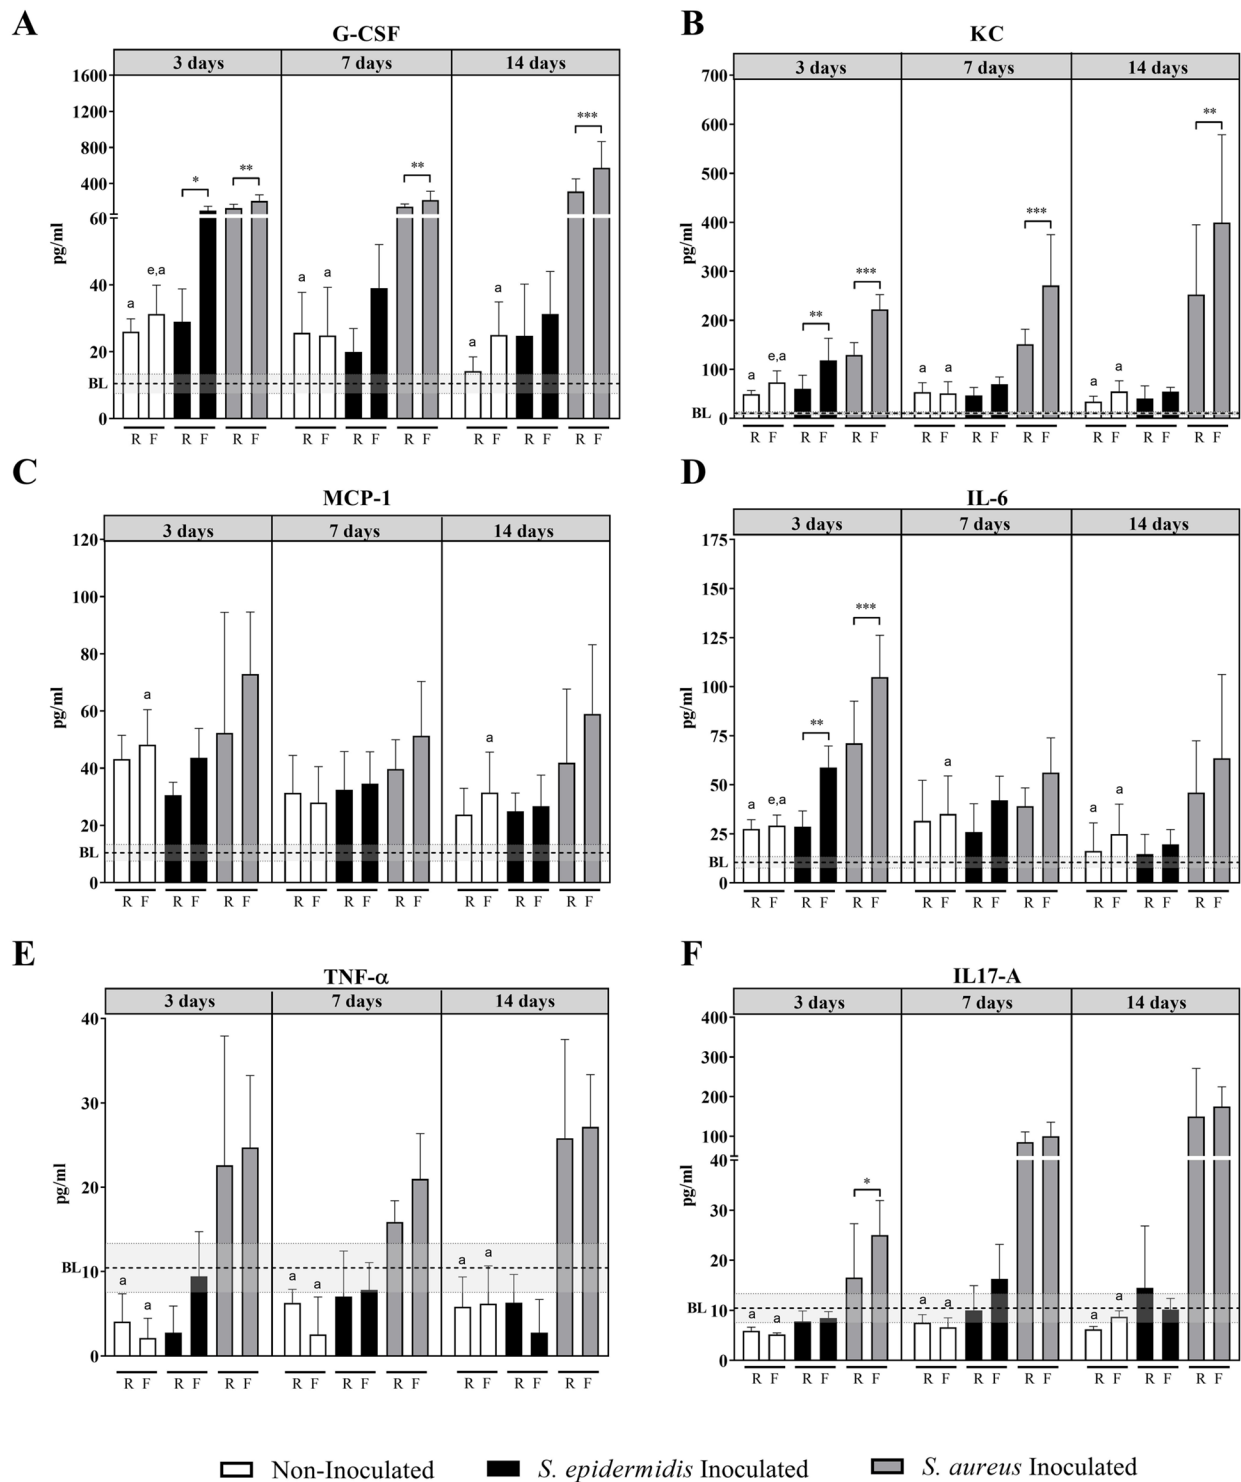 A
G-CSF
3 days 7 days 14 days
1600
1200
800
400
60
40
20
0
pg/ml
BL
a e,a * ** a a ** a a ***
R F R F R F R F R F R F R F R F R F
B
KC
3 days 7 days 14 days
700
600
500
400
300
200
100
0
pg/ml
BL
a e,a ** *** a a *** a a **
R F R F R F R F R F R F R F R F R F
C
MCP-1
3 days 7 days 14 days
120
100
80
60
40
20
0
pg/ml
BL
a a
R F R F R F R F R F R F R F R F R F
D
IL-6
3 days 7 days 14 days
175
150
125
100
75
50
25
0
pg/ml
BL
a e,a ** *** a a a
R F R F R F R F R F R F R F R F R F
E
TNF-α
3 days 7 days 14 days
40
30
20
10
0
pg/ml
BL
a a a a a a
R F R F R F R F R F R F R F R F R F
F
IL17-A
3 days 7 days 14 days
400
300
200
100
40
30
20
10
0
pg/ml
BL
a a * a a a
R F R F R F R F R F R F R F R F R F
Non-Inoculated S. epidermidis Inoculated S. aureus Inoculated